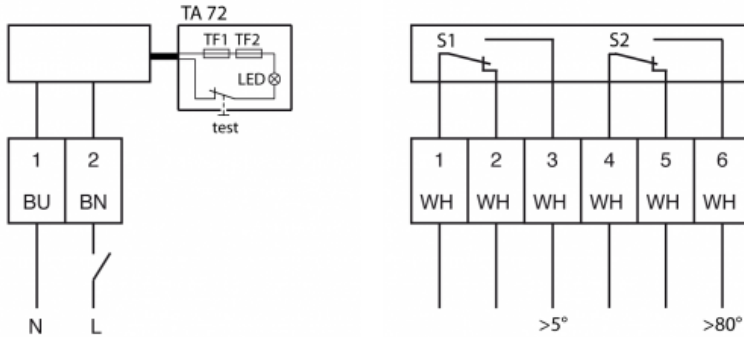 TA 72
TF1 TF2
LED
test
1 2
BU BN
N L
S1 S2
1 2 3 4 5 6
WH WH WH WH WH WH
>5° >80°